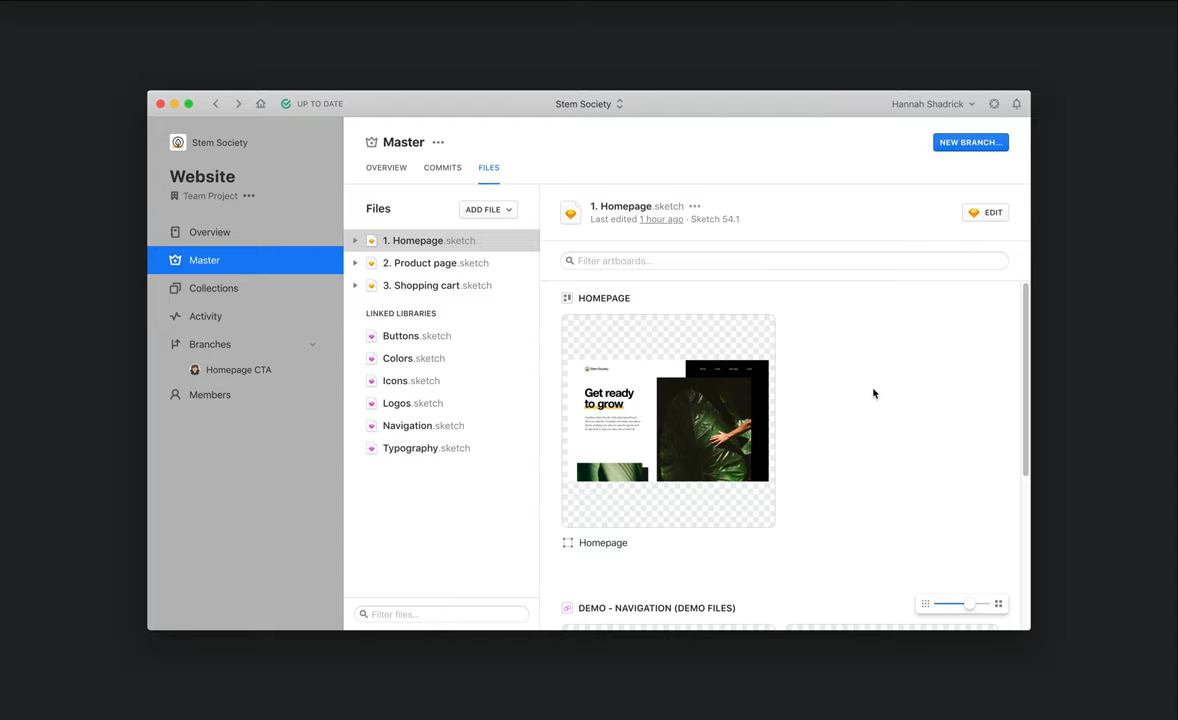 UP TO DATE
Stem Society
Hannah Shadrick
Stem Society
Website
Team Project
Overview
Master
Collections
Activity
Branches
Homepage CTA
Members
Master
NEW BRANCH...
OVERVIEW
COMMITS
FILES
Files
ADD FILE
1. Homepage.sketch
2. Product page.sketch
3. Shopping cart.sketch
LINKED LIBRARIES
Buttons.sketch
Colors.sketch
Icons.sketch
Logos.sketch
Navigation.sketch
Typography.sketch
Filter files...
1. Homepage.sketch
Last edited 1 hour ago · Sketch 54.1
EDIT
Filter artboards...
HOMEPAGE
Stem Society
Get ready
to grow
Homepage
DEMO - NAVIGATION (DEMO FILES)